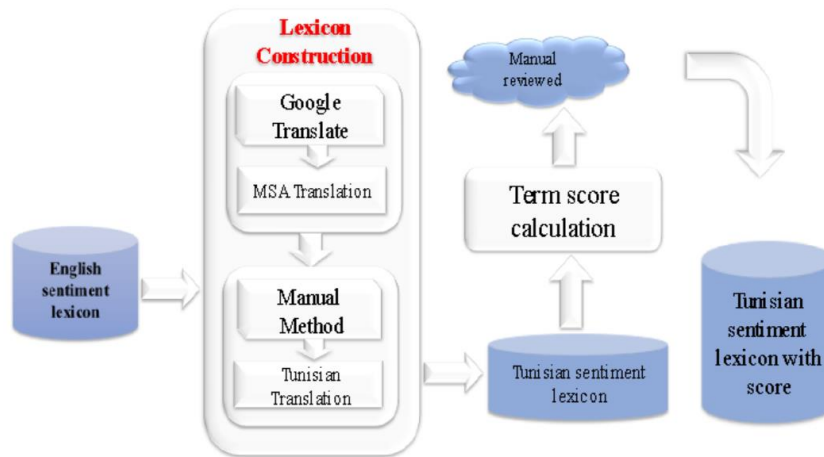 Lexicon
Construction
Google
Translate
MSA Translation
English
sentiment
lexicon
Manual
Method
Tunisian
Translation
Tunisian sentiment
lexicon
Term score
calculation
Manual
reviewed
Tunisian
sentiment
lexicon with
score